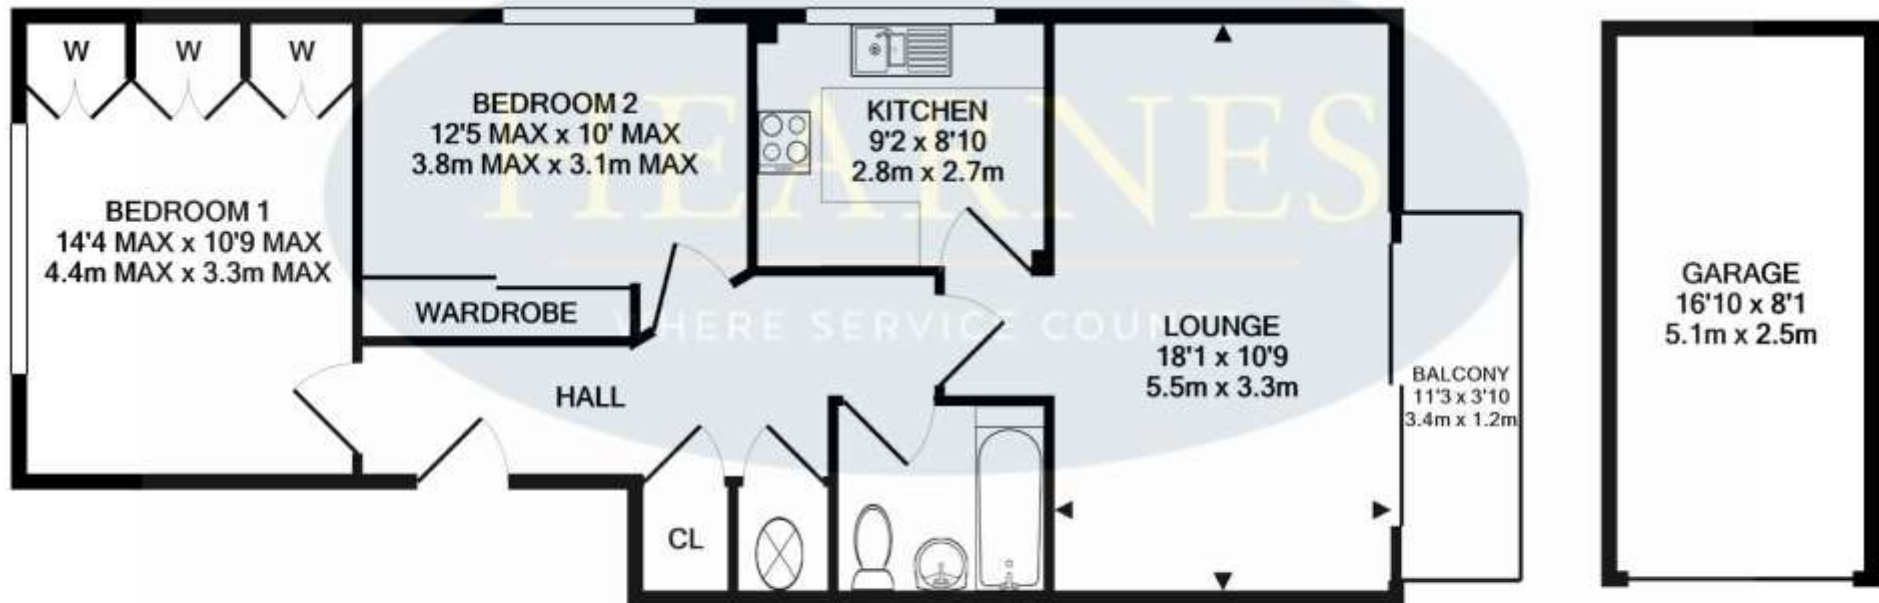 W
W
W
BEDROOM 1
14'4 MAX x 10'9 MAX
4.4m MAX x 3.3m MAX
BEDROOM 2
12'5 MAX x 10' MAX
3.8m MAX x 3.1m MAX
WARDROBE
KITCHEN
9'2 x 8'10
2.8m x 2.7m
HALL
CL
LOUNGE
18'1 x 10'9
5.5m x 3.3m
BALCONY
11'3 x 3'10
3.4m x 1.2m
GARAGE
16'10 x 8'1
5.1m x 2.5m
HEARNES
WHERE SERVICE COUN